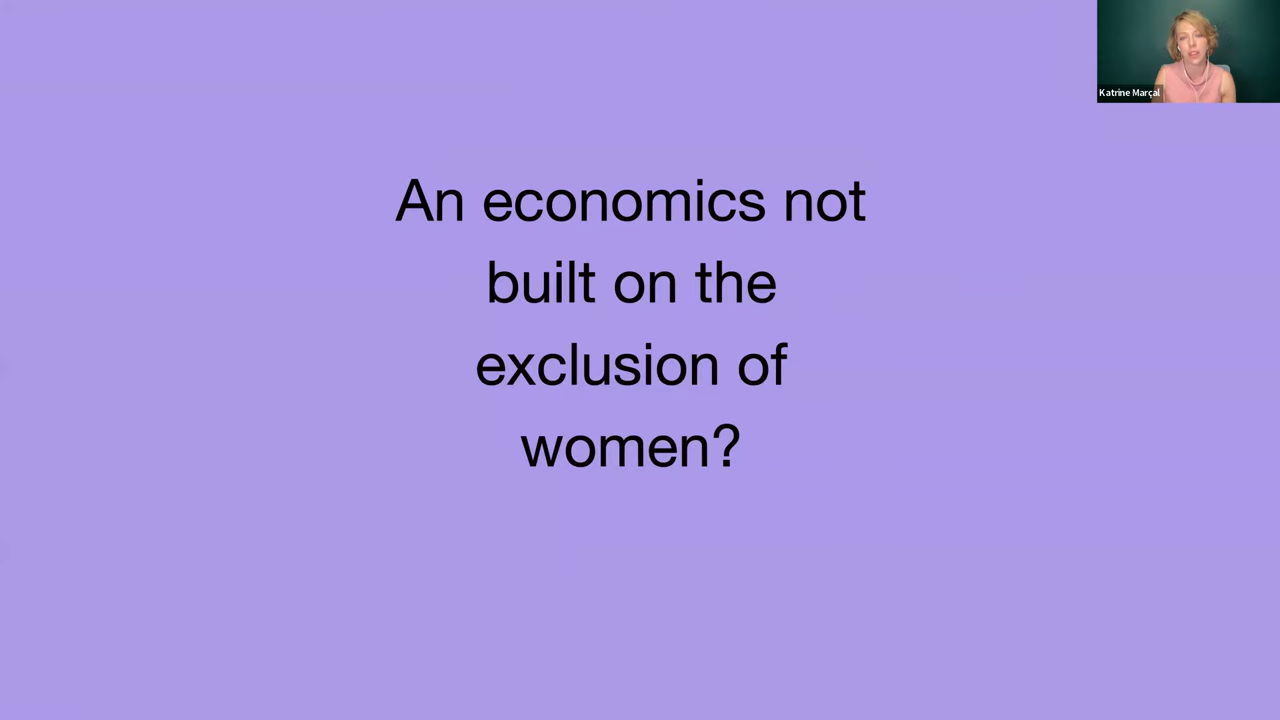 Katrine Marçal
An economics not
built on the
exclusion of
women?